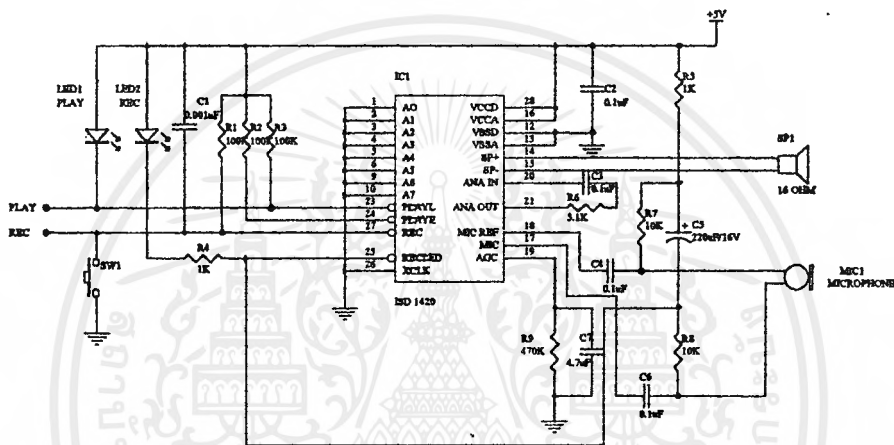 +5V
LED1
PLAY
LED2
REC
C1
0.001uF
R1
100K
R2
100K
R3
100K
IC1
1 A0
2 A1
3 A2
4 A3
5 A4
6 A5
9 A6
10 A7
23 PLAYL
24 PLAYE
27 REC
25 RECLED
26 XCLK
VCCD 28
VCCA 16
VSSD 12
VSSA 13
SP+ 14
SP- 15
ANA IN 20
ANA OUT 21
MIC REF 18
MIC 17
AGC 19
ISD 1420
C2
0.1uF
R5
1K
SP1
16 OHM
C3
0.1uF
R6
5.1K
R7
10K
+ C5
220uF/16V
C4
0.1uF
MIC1
MICROPHONE
PLAY
REC
SW1
R4
1K
R9
470K
C7
4.7uF
R8
10K
C6
0.1uF